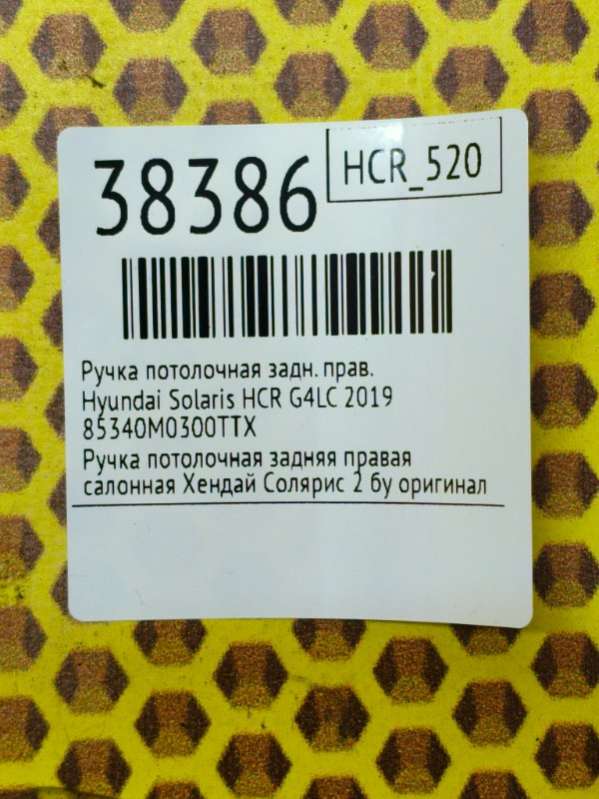 38386
HCR_520
Ручка потолочная задн. прав.
Hyundai Solaris HCR G4LC 2019
85340M0300TTX
Ручка потолочная задняя правая
салонная Хендай Солярис 2 бу оригинал